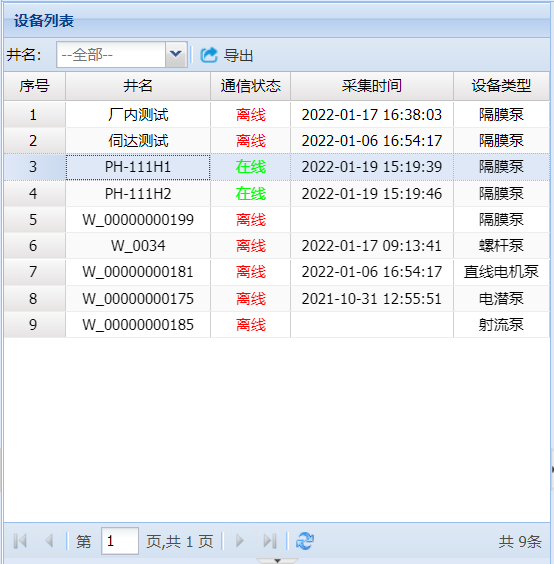 设备列表
井名: --全部-- 导出
序号 井名 通信状态 采集时间 设备类型
1 厂内测试 离线 2022-01-17 16:38:03 隔膜泵
2 伺达测试 离线 2022-01-06 16:54:17 隔膜泵
3 PH-111H1 在线 2022-01-19 15:19:39 隔膜泵
4 PH-111H2 在线 2022-01-19 15:19:46 隔膜泵
5 W_00000000199 离线 隔膜泵
6 W_0034 离线 2022-01-17 09:13:41 螺杆泵
7 W_00000000181 离线 2022-01-06 16:54:17 直线电机泵
8 W_00000000175 离线 2021-10-31 12:55:51 电潜泵
9 W_00000000185 离线 射流泵
第 1 页,共 1 页 共 9条